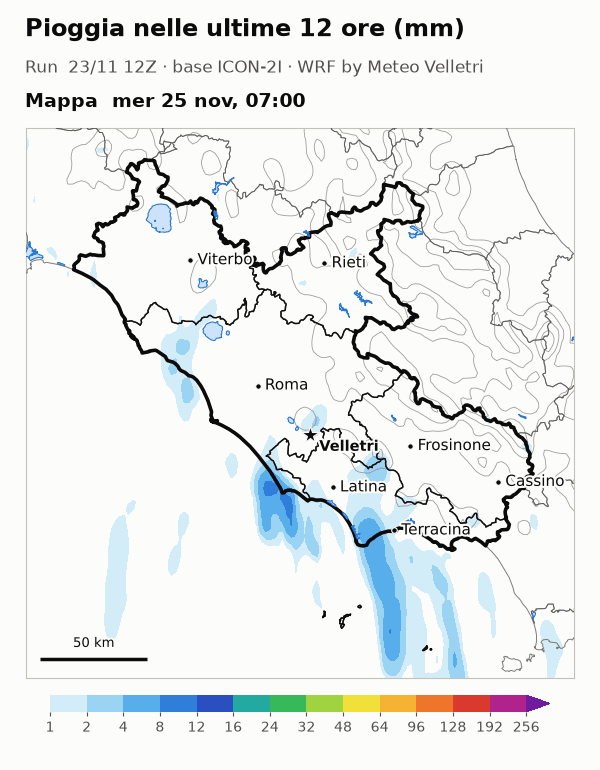 Pioggia nelle ultime 12 ore (mm)
Run 23/11 12Z · base ICON-2I · WRF by Meteo Velletri
Mappa mer 25 nov, 07:00
Viterbo
Rieti
Roma
Velletri
Frosinone
Latina
Cassino
Terracina
50 km
1 2 4 8 12 16 24 32 48 64 96 128 192 256